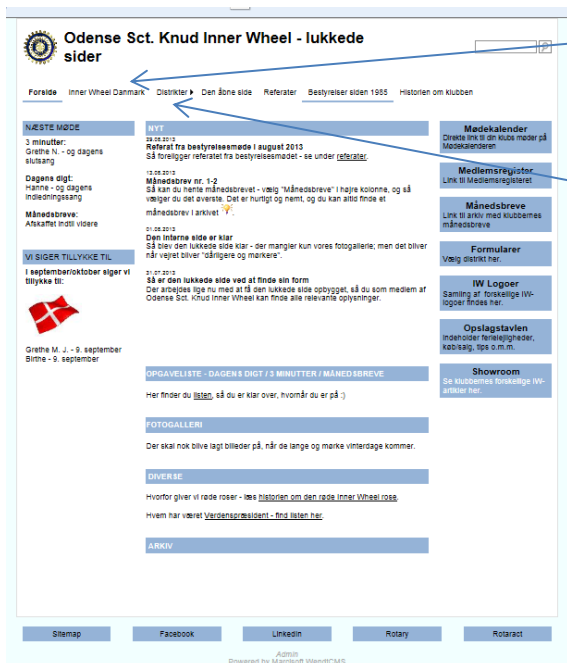 Odense Sct. Knud Inner Wheel - lukkede
sider
Forside Inner Wheel Danmark Distrikter Den åbne side Referater Bestyrelser siden 1985 Historien om klubben
NÆSTE MØDE
3 minutter:
Grethe N. - og dagens
slutsang
Dagens digt:
Hanne - og dagens
indledningssang
Månedsbreve:
Afskaffet indtil videre
VI SIGER TILLYKKE TIL
I september/oktober siger vi
tillykke til:
Grethe M. J. - 9. september
Birthe - 9. september
NYT
29.08.2013
Referat fra bestyrelsesmøde i august 2013
Så foreligger referatet fra bestyrelsesmødet - se under referater.
13.08.2013
Månedsbrev nr. 1-2
Så kan du hente månedsbrevet - vælg "Månedsbreve" i højre kolonne, og så
vælger du det øverste. Det er hurtigt og nemt, og du kan altid finde et
månedsbrev i arkivet
01.08.2013
Den interne side er klar
Så blev den lukkede side klar - der mangler kun vores fotogalleri; men det bliver
når vejret bliver "dårligere og mørkere".
31.07.2013
Så er den lukkede side ved at finde sin form
Der arbejdes lige nu med at få den lukkede side opbygget, så du som medlem af
Odense Sct. Knud Inner Wheel kan finde alle relevante oplysninger.
OPGAVELISTE - DAGENS DIGT / 3 MINUTTER / MÅNEDSBREVE
Her finder du listen, så du er klar over, hvornår du er på :)
FOTOGALLERI
Der skal nok blive lagt billeder på, når de lange og mørke vinterdage kommer.
DIVERSE
Hvorfor giver vi røde roser - læs historien om den røde Inner Wheel rose.
Hvem har været Verdenspræsident - find listen her.
ARKIV
Mødekalender
Direkte link til din klubs møder på
Mødekalenderen
Medlemsregister
Link til Medlemsregisteret
Månedsbreve
Link til arkiv med klubbernes
månedsbreve
Formularer
Vælg distrikt her.
IW Logoer
Samling af forskellige IW-
logoer findes her.
Opslagstavlen
Indeholder ferielejligheder,
køb/salg, tips o.m.m.
Showroom
Se klubbernes forskellige IW-
artikler her.
Sitemap Facebook LinkedIn Rotary Rotaract
Admin
Powered by Margisoft WendtCMS